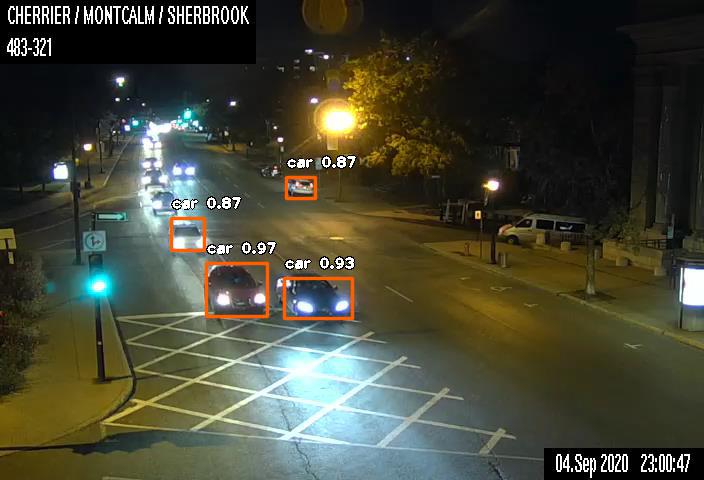 CHERRIER / MONTCALM / SHERBROOK
483-321
car 0.87
car 0.87
car 0.97
car 0.93
04.Sep 2020 23:00:47